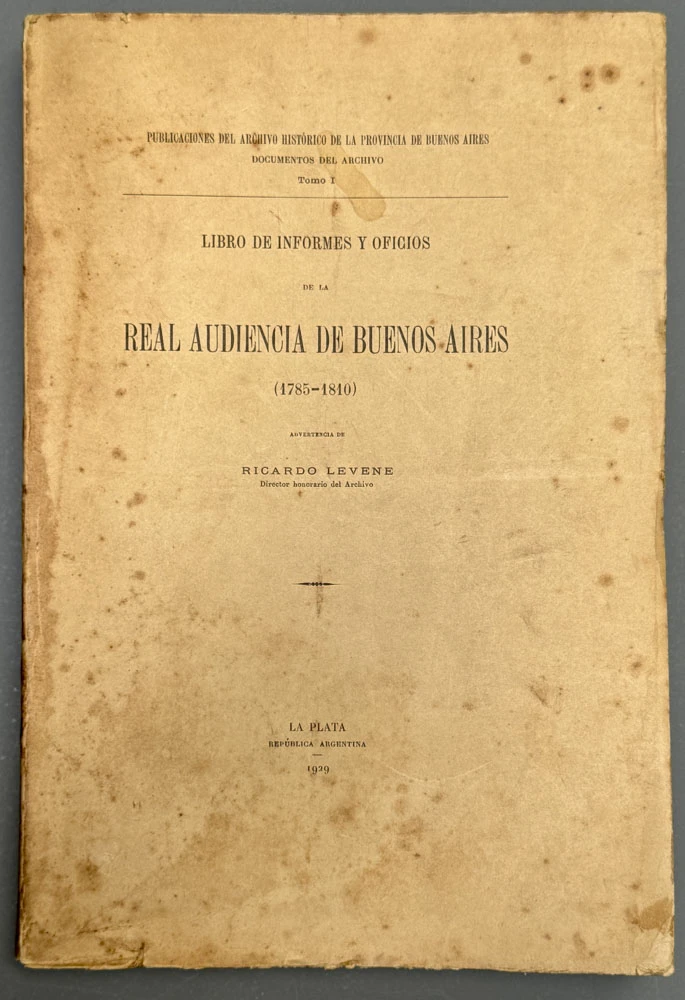 PUBLICACIONES DEL ARCHIVO HISTÓRICO DE LA PROVINCIA DE BUENOS AIRES
DOCUMENTOS DEL ARCHIVO
Tomo I
LIBRO DE INFORMES Y OFICIOS
DE LA
REAL AUDIENCIA DE BUENOS AIRES
(1785-1810)
ADVERTENCIA DE
RICARDO LEVENE
Director honorario del Archivo
LA PLATA
REPÚBLICA ARGENTINA
1929